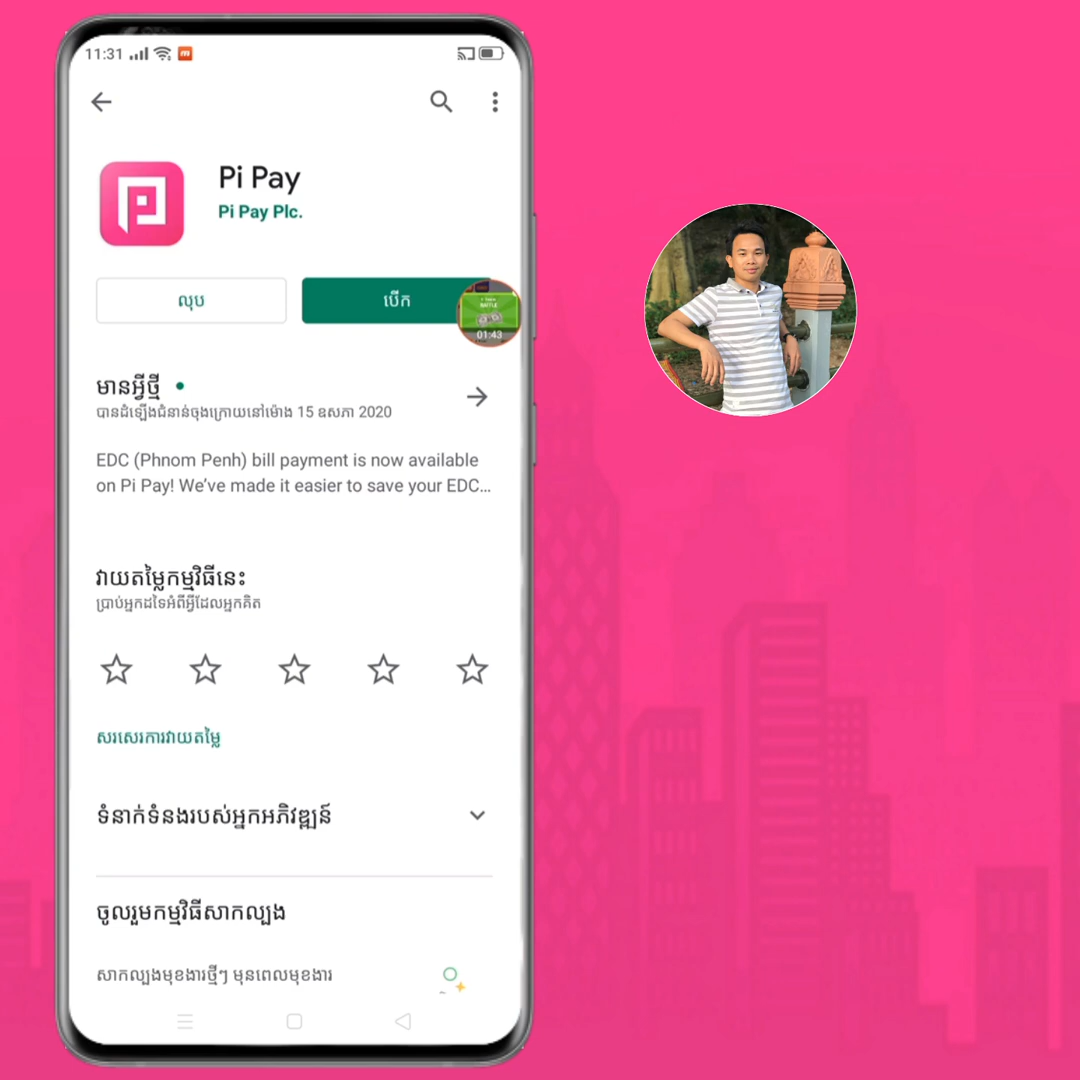 11:31
Pi Pay
Pi Pay Plc.
លុប
បើក
01:43
មានអ្វីថ្មី
បានដំឡើងជំនាន់ចុងក្រោយនៅម៉ោង 15 ឧសភា 2020
EDC (Phnom Penh) bill payment is now available
on Pi Pay! We’ve made it easier to save your EDC...
វាយតម្លៃកម្មវិធីនេះ
ប្រាប់អ្នកដទៃអំពីអ្វីដែលអ្នកគិត
សរសេរការវាយតម្លៃ
ទំនាក់ទំនងរបស់អ្នកអភិវឌ្ឍន៍
ចូលរួមកម្មវិធីសាកល្បង
សាកល្បងមុខងារថ្មីៗ មុនពេលមុខងារ